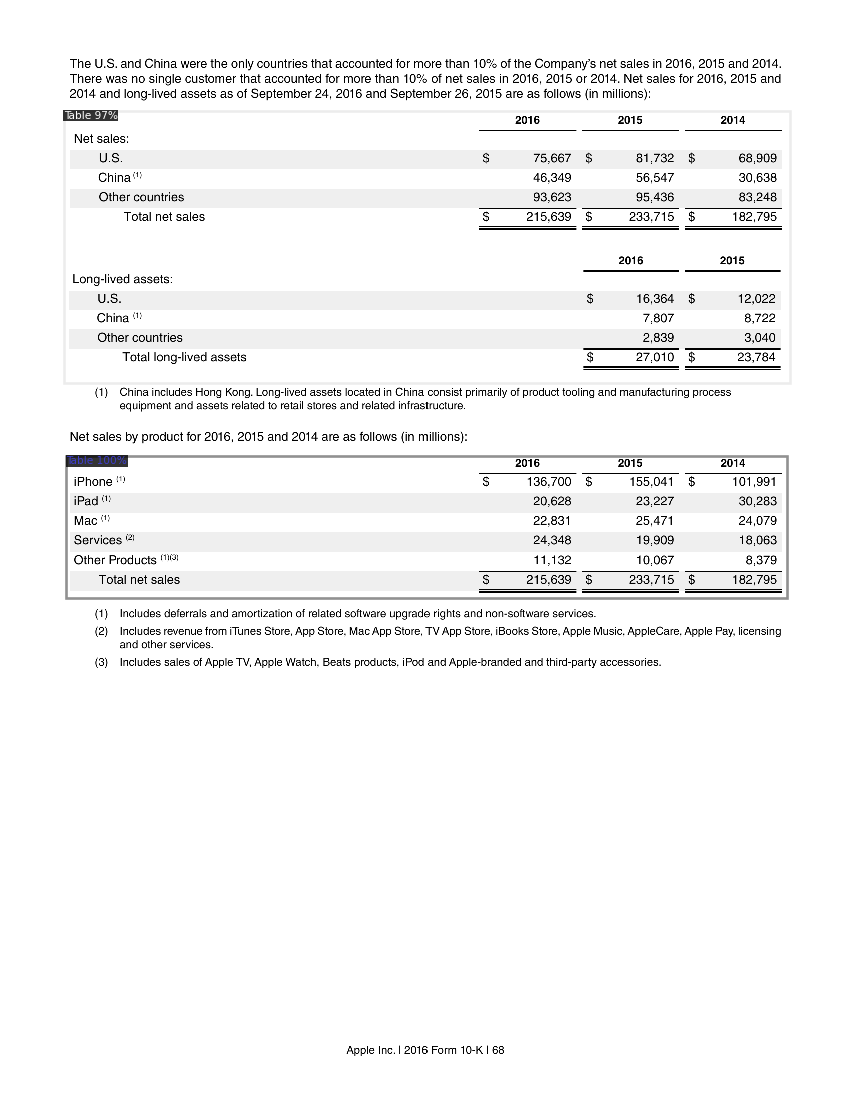 The U.S. and China were the only countries that accounted for more than 10% of the Company's net sales in 2016, 2015 and 2014.
There was no single customer that accounted for more than 10% of net sales in 2016, 2015 or 2014. Net sales for 2016, 2015 and
2014 and long-lived assets as of September 24, 2016 and September 26, 2015 are as follows (in millions):
Table 97%
2016 2015 2014
Net sales:
U.S. $ 75,667 $ 81,732 $ 68,909
China (1) 46,349 56,547 30,638
Other countries 93,623 95,436 83,248
Total net sales $ 215,639 $ 233,715 $ 182,795
2016 2015
Long-lived assets:
U.S. $ 16,364 $ 12,022
China (1) 7,807 8,722
Other countries 2,839 3,040
Total long-lived assets $ 27,010 $ 23,784
(1) China includes Hong Kong. Long-lived assets located in China consist primarily of product tooling and manufacturing process
equipment and assets related to retail stores and related infrastructure.
Net sales by product for 2016, 2015 and 2014 are as follows (in millions):
Table 100%
2016 2015 2014
iPhone (1) $ 136,700 $ 155,041 $ 101,991
iPad (1) 20,628 23,227 30,283
Mac (1) 22,831 25,471 24,079
Services (2) 24,348 19,909 18,063
Other Products (1)(3) 11,132 10,067 8,379
Total net sales $ 215,639 $ 233,715 $ 182,795
(1) Includes deferrals and amortization of related software upgrade rights and non-software services.
(2) Includes revenue from iTunes Store, App Store, Mac App Store, TV App Store, iBooks Store, Apple Music, AppleCare, Apple Pay, licensing
and other services.
(3) Includes sales of Apple TV, Apple Watch, Beats products, iPod and Apple-branded and third-party accessories.
Apple Inc. | 2016 Form 10-K | 68